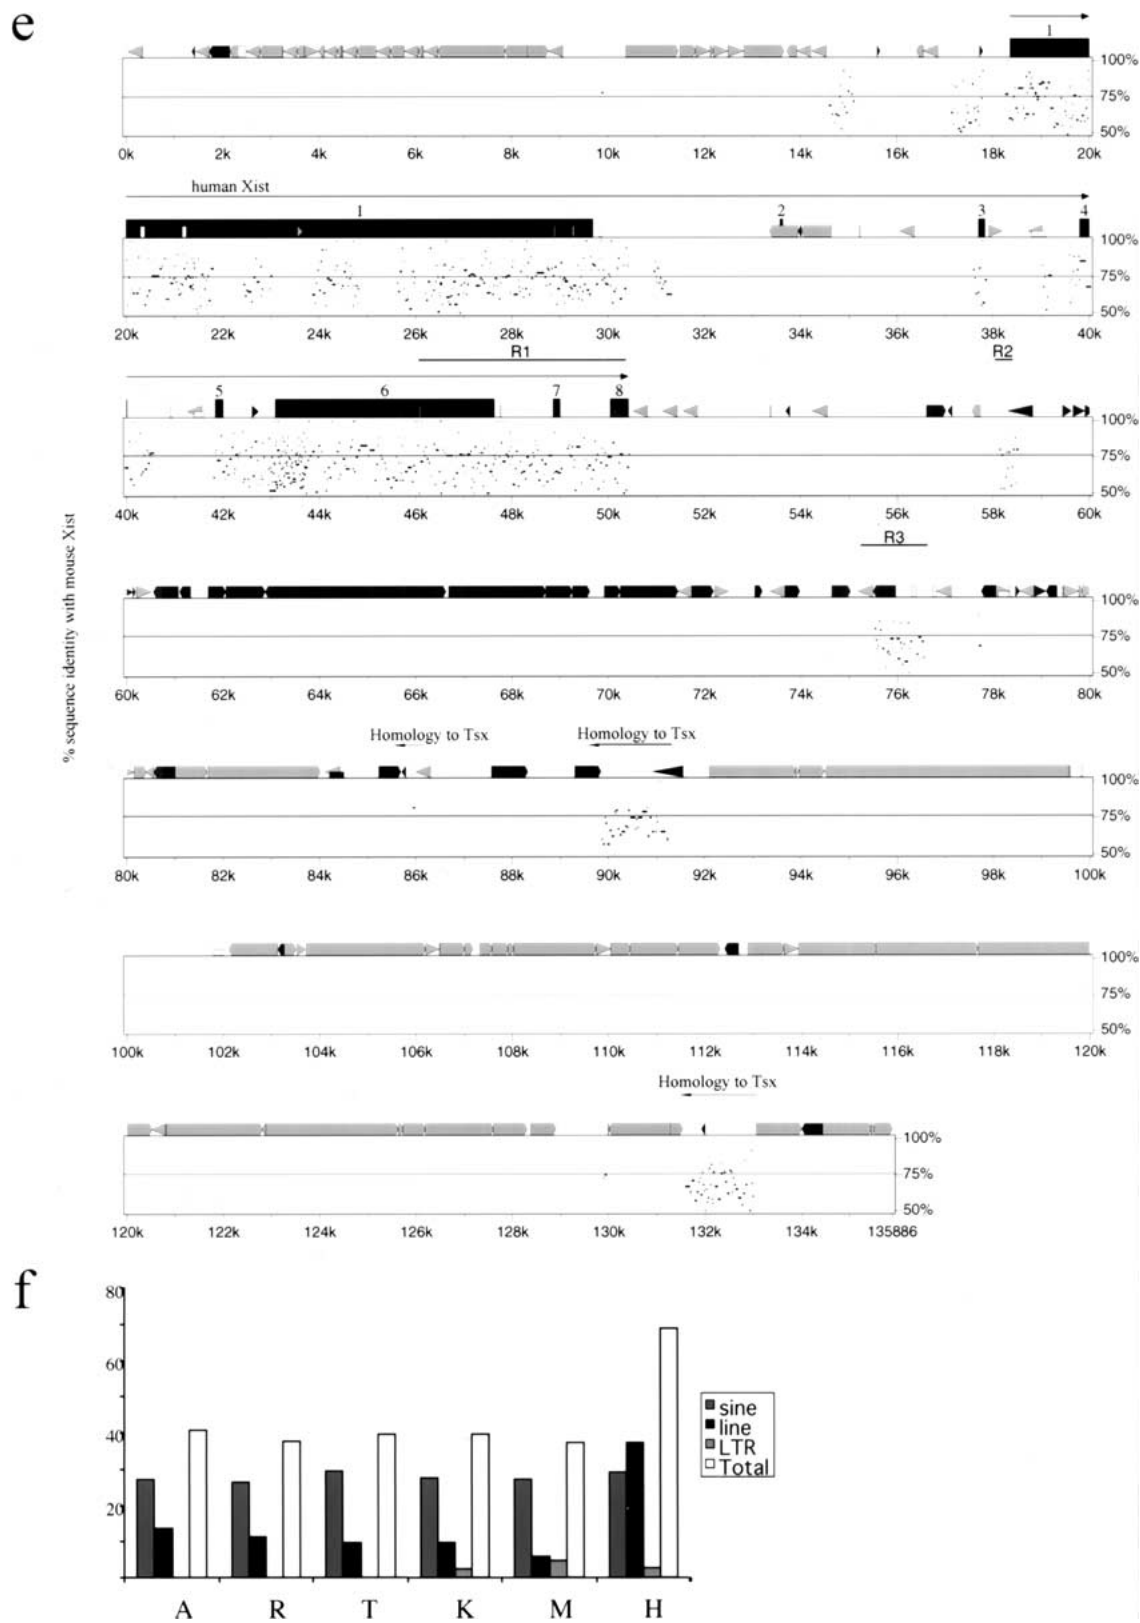 e
1
100%
75%
50%
0k 2k 4k 6k 8k 10k 12k 14k 16k 18k 20k
human Xist
1 2 3 4
100%
75%
50%
20k 22k 24k 26k 28k 30k 32k 34k 36k 38k 40k
R1 R2
5 6 7 8
100%
75%
50%
40k 42k 44k 46k 48k 50k 52k 54k 56k 58k 60k
R3
% sequence identity with mouse Xist
100%
75%
50%
60k 62k 64k 66k 68k 70k 72k 74k 76k 78k 80k
Homology to Tsx Homology to Tsx
100%
75%
50%
80k 82k 84k 86k 88k 90k 92k 94k 96k 98k 100k
100%
75%
50%
100k 102k 104k 106k 108k 110k 112k 114k 116k 118k 120k
Homology to Tsx
100%
75%
50%
120k 122k 124k 126k 128k 130k 132k 134k 135886
f
80
60
40
20
sine
line
LTR
Total
A R T K M H